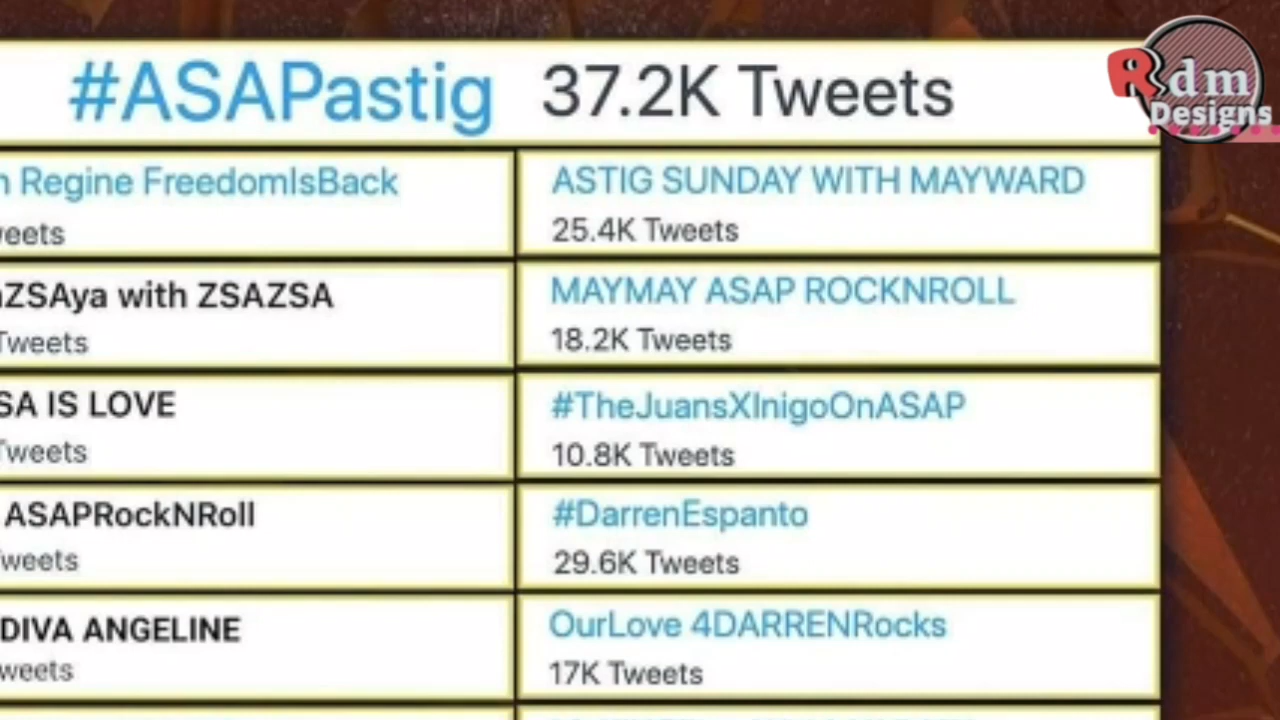 #ASAPastig 37.2K Tweets
Rdm
Designs
Regine FreedomIsBack
ASTIG SUNDAY WITH MAYWARD
25.4K Tweets
with ZSAZSA
MAYMAY ASAP ROCKNROLL
Tweets
18.2K Tweets
IS LOVE
#TheJuansXInigoOnASAP
Tweets
10.8K Tweets
ASAPRockNRoll
#DarrenEspanto
29.6K Tweets
DIVA ANGELINE
OurLove 4DARRENRocks
17K Tweets